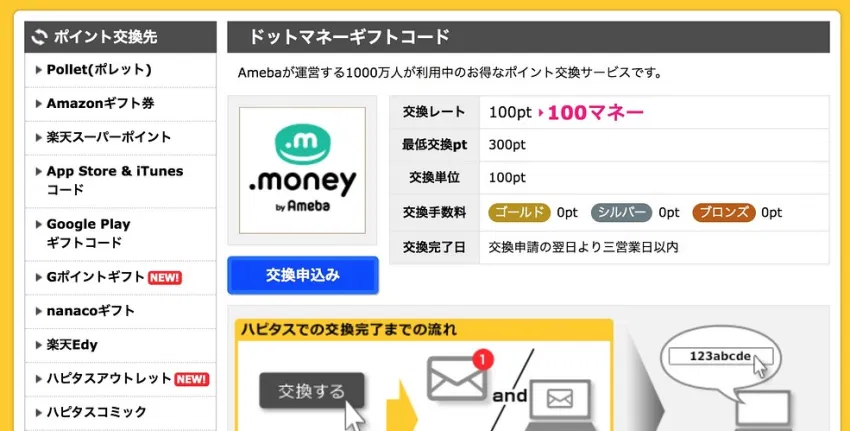 ポイント交換先
Pollet(ポレット)
Amazonギフト券
楽天スーパーポイント
App Store & iTunes
コード
Google Play
ギフトコード
Gポイントギフト NEW!
nanacoギフト
楽天Edy
ハピタスアウトレット NEW!
ハピタスコミック
ドットマネーギフトコード
Amebaが運営する1000万人が利用中のお得なポイント交換サービスです。
.m
.money
by Ameba
交換申込み
交換レート 100pt 100マネー
最低交換pt 300pt
交換単位 100pt
交換手数料 ゴールド 0pt シルバー 0pt ブロンズ 0pt
交換完了日 交換申請の翌日より三営業日以内
ハピタスでの交換完了までの流れ
交換する
1
and
123abcde